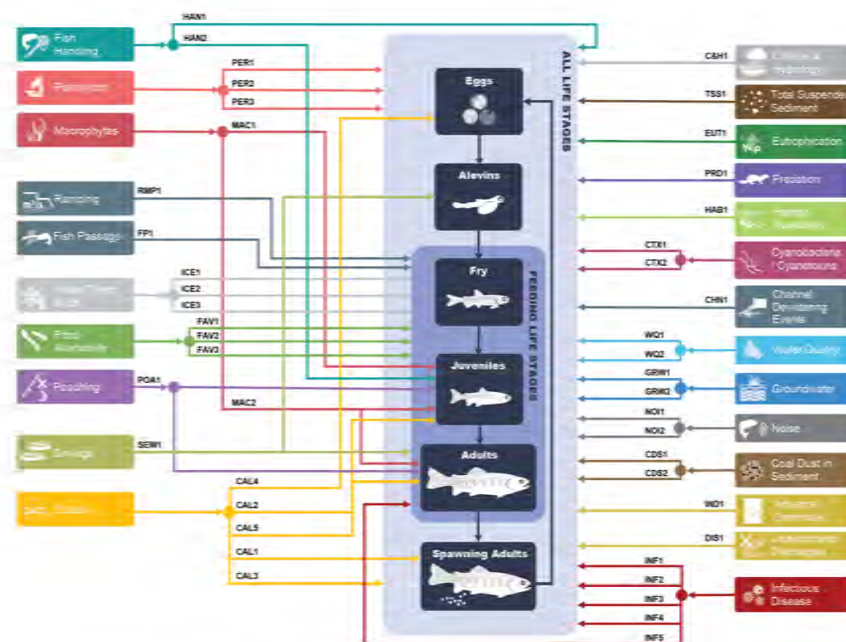 HAN1
HAN2
Fish
Handling
PER1
PER2
PER3
Macrophytes
MAC1
Ramping
RMP1
Fish Passage
FP1
ICE1
ICE2
ICE3
FAV1
FAV2
FAV3
Poaching
POA1
MAC2
Sewage
SEW1
CAL4
CAL2
CAL5
CAL1
CAL3
ALL LIFE STAGES
Eggs
Alevins
FEEDING LIFE STAGES
Fry
Juveniles
Adults
Spawning Adults
C&H1
TSS1
Total Suspended
Sediment
EUT1
Eutrophication
PRD1
Predation
HAB1
CTX1
CTX2
Cyanobacteria
/ Cyanotoxins
CHN1
Channel
Dewatering
Events
WQ1
WQ2
Water Quality
GRW1
GRW2
Groundwater
NOI1
NOI2
Noise
CDS1
CDS2
Coal Dust in
Sediment
WD1
DIS1
INF1
INF2
INF3
INF4
INF5
Infectious
Disease